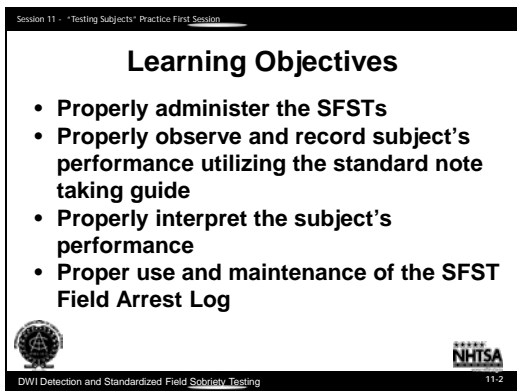 Session 11 - "Testing Subjects" Practice First Session
Learning Objectives
• Properly administer the SFSTs
• Properly observe and record subject's
performance utilizing the standard note
taking guide
• Properly interpret the subject's
performance
• Proper use and maintenance of the SFST
Field Arrest Log
NHTSA
DWI Detection and Standardized Field Sobriety Testing
11-2